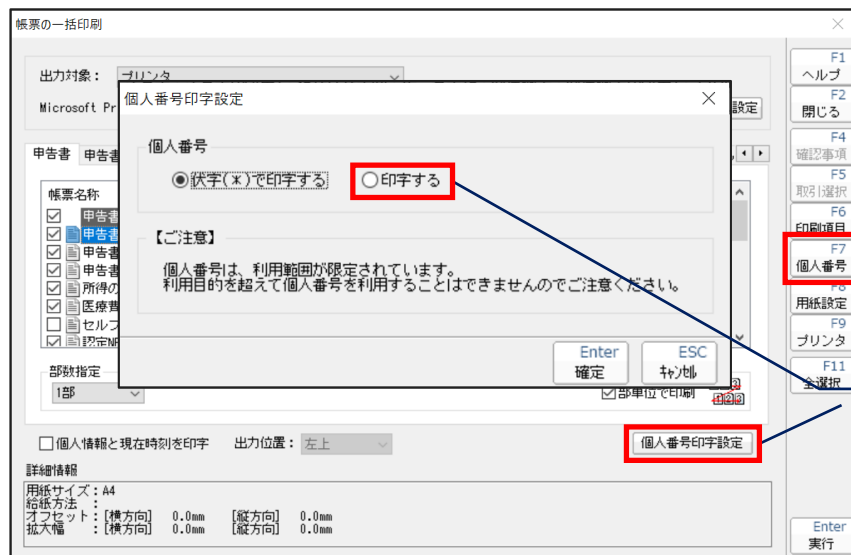 帳票の一括印刷
出力対象： プリンタ
Microsoft Pr
設定
申告書 申告書
帳票名称
申告書
申告書
申告書
申告書
所得の
医療費
セルフ
認定NP
部数指定
1部
部単位で印刷
個人番号印字設定
個人番号
伏字(*)で印字する 印字する
【ご注意】
個人番号は、利用範囲が限定されています。
利用目的を超えて個人番号を利用することはできませんのでご注意ください。
Enter
確定
ESC
ｷｬﾝｾﾙ
個人情報と現在時刻を印字 出力位置： 左上
個人番号印字設定
詳細情報
用紙サイズ：A4
給紙方法 ：
オフセット：[横方向] 0.0mm [縦方向] 0.0mm
拡大幅 ：[横方向] 0.0mm [縦方向] 0.0mm
F1
ヘルプ
F2
閉じる
F4
確認事項
F5
取引選択
F6
印刷項目
F7
個人番号
F8
用紙設定
F9
プリンタ
F11
全選択
Enter
実行